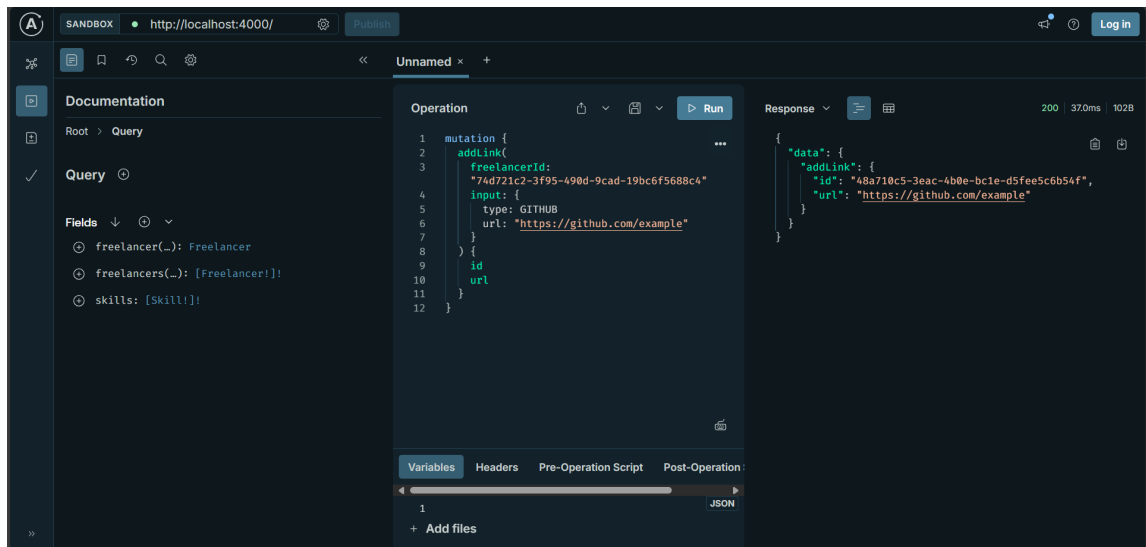 A SANDBOX http://localhost:4000/ Publish Log in
Unnamed × +
Documentation
Root > Query
Query
Fields
freelancer(…): Freelancer
freelancers(…): [Freelancer!]!
skills: [Skill!]!
Operation Run
1 mutation {
2 addLink(
3 freelancerId:
"74d721c2-3f95-490d-9cad-19bc6f5688c4"
4 input: {
5 type: GITHUB
6 url: "https://github.com/example"
7 }
8 ) {
9 id
10 url
11 }
12 }
Variables Headers Pre-Operation Script Post-Operation
1 JSON
+ Add files
Response 200 37.0ms 102B
{
"data": {
"addLink": {
"id": "48a710c5-3eac-4b0e-bc1e-d5fee5c6b54f",
"url": "https://github.com/example"
}
}
}